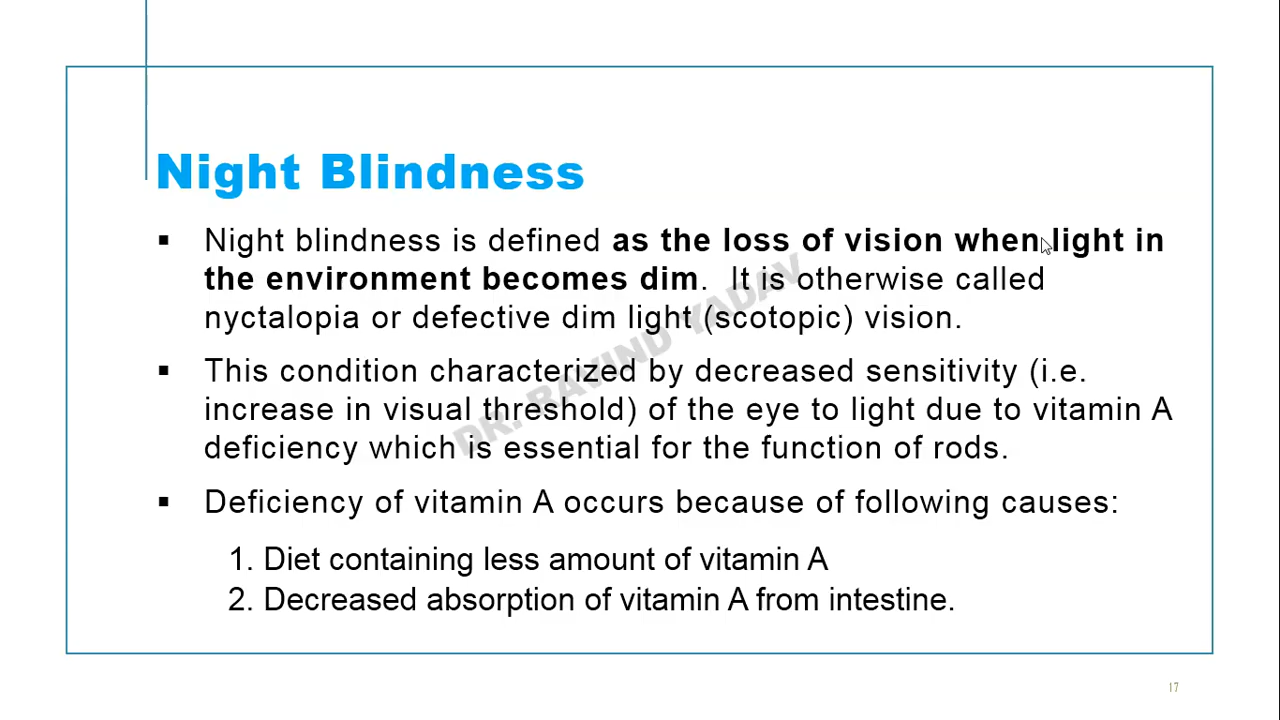 Night Blindness
▪ Night blindness is defined as the loss of vision when light in
the environment becomes dim. It is otherwise called
nyctalopia or defective dim light (scotopic) vision.
▪ This condition characterized by decreased sensitivity (i.e.
increase in visual threshold) of the eye to light due to vitamin A
deficiency which is essential for the function of rods.
▪ Deficiency of vitamin A occurs because of following causes:
1. Diet containing less amount of vitamin A
2. Decreased absorption of vitamin A from intestine.
DR. RAVIND YADAV
17